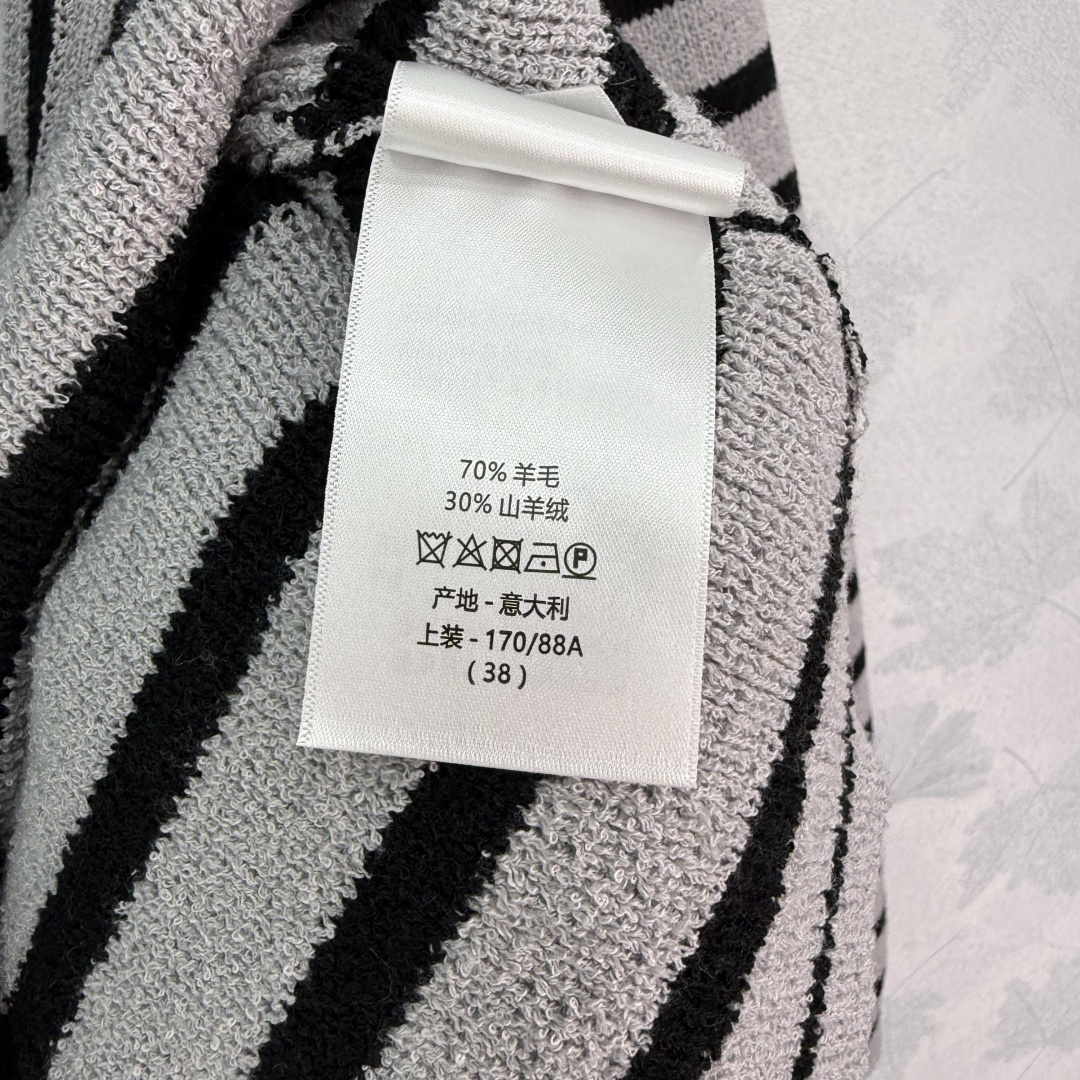 70% 羊毛
30% 山羊绒
P
产地 - 意大利
上装 - 170/88A
( 38 )